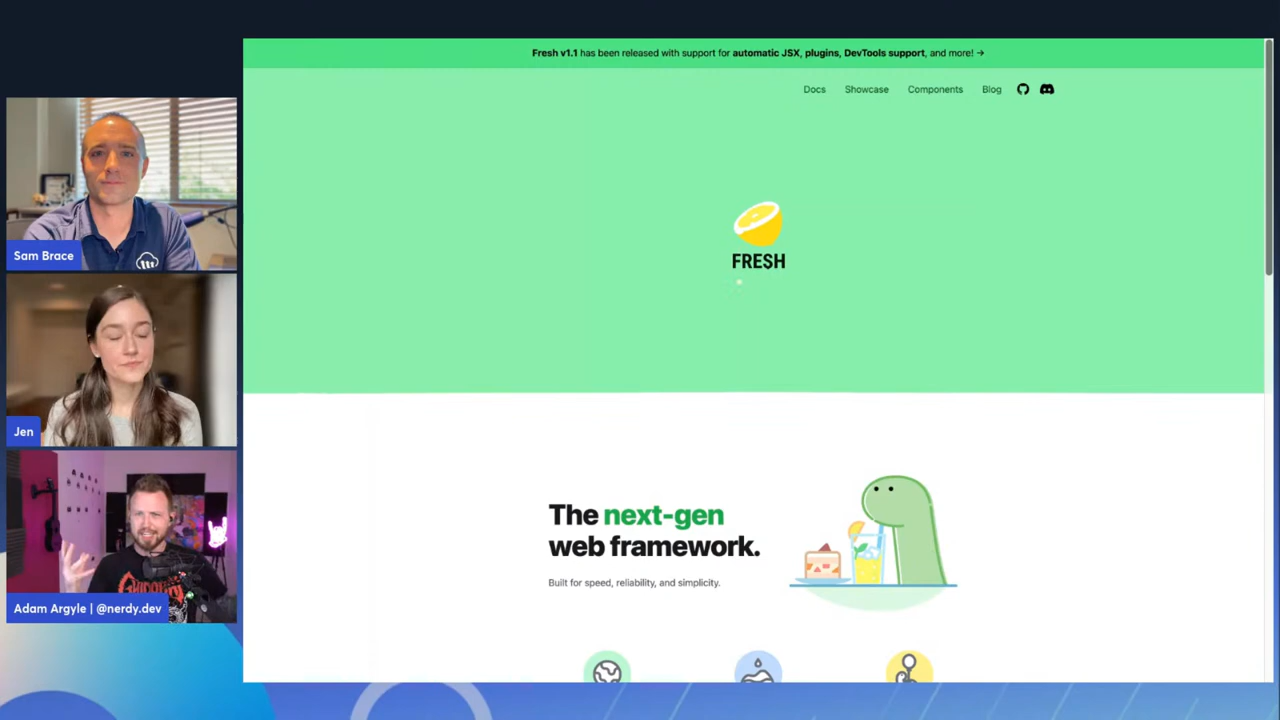 Fresh v1.1 has been released with support for automatic JSX, plugins, DevTools support, and more! →
Docs Showcase Components Blog
FRESH
The next-gen
web framework.
Built for speed, reliability, and simplicity.
Sam Brace
Jen
Adam Argyle | @nerdy.dev